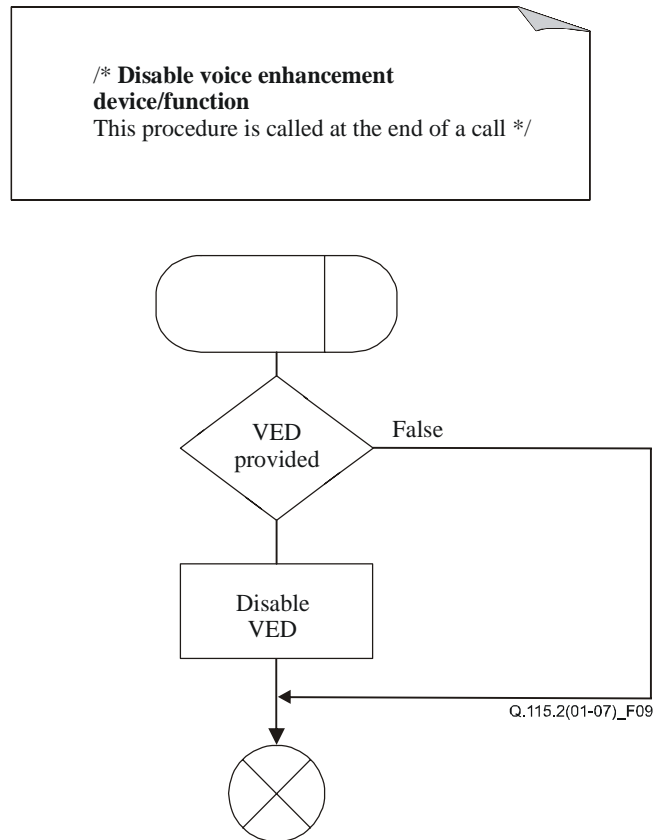 /* Disable voice enhancement
device/function
This procedure is called at the end of a call */
VED
provided
False
Disable
VED
Q.115.2(01-07)_F09